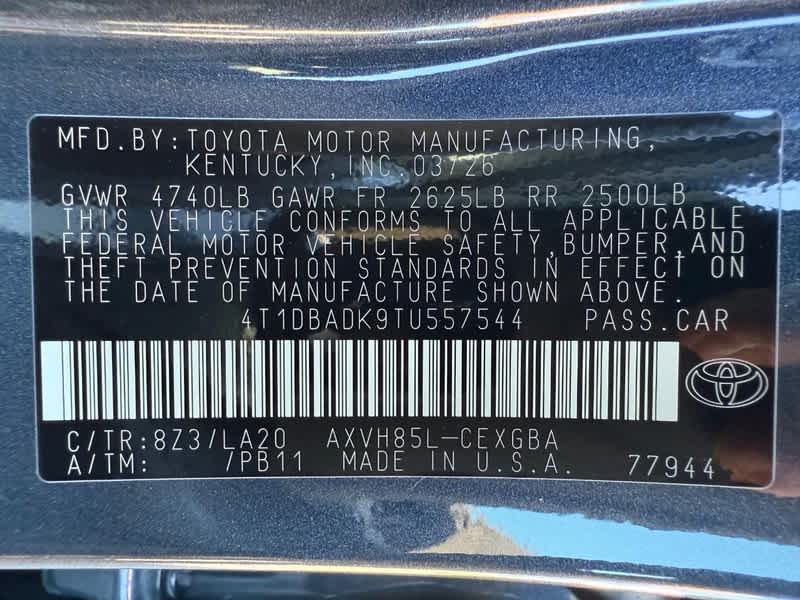 MFD.BY:TOYOTA MOTOR MANUFACTURING,
KENTUCKY,INC.03/26
GVWR 4740LB GAWR FR 2625LB RR 2500LB
THIS VEHICLE CONFORMS TO ALL APPLICABLE
FEDERAL MOTOR VEHICLE SAFETY,BUMPER,AND
THEFT PREVENTION STANDARDS IN EFFECT ON
THE DATE OF MANUFACTURE SHOWN ABOVE.
4T1DBADK9TU557544 PASS.CAR
C/TR:8Z3/LA20 AXVH85L-CEXGBA
A/TM: /PB11 MADE IN U.S.A. 77944